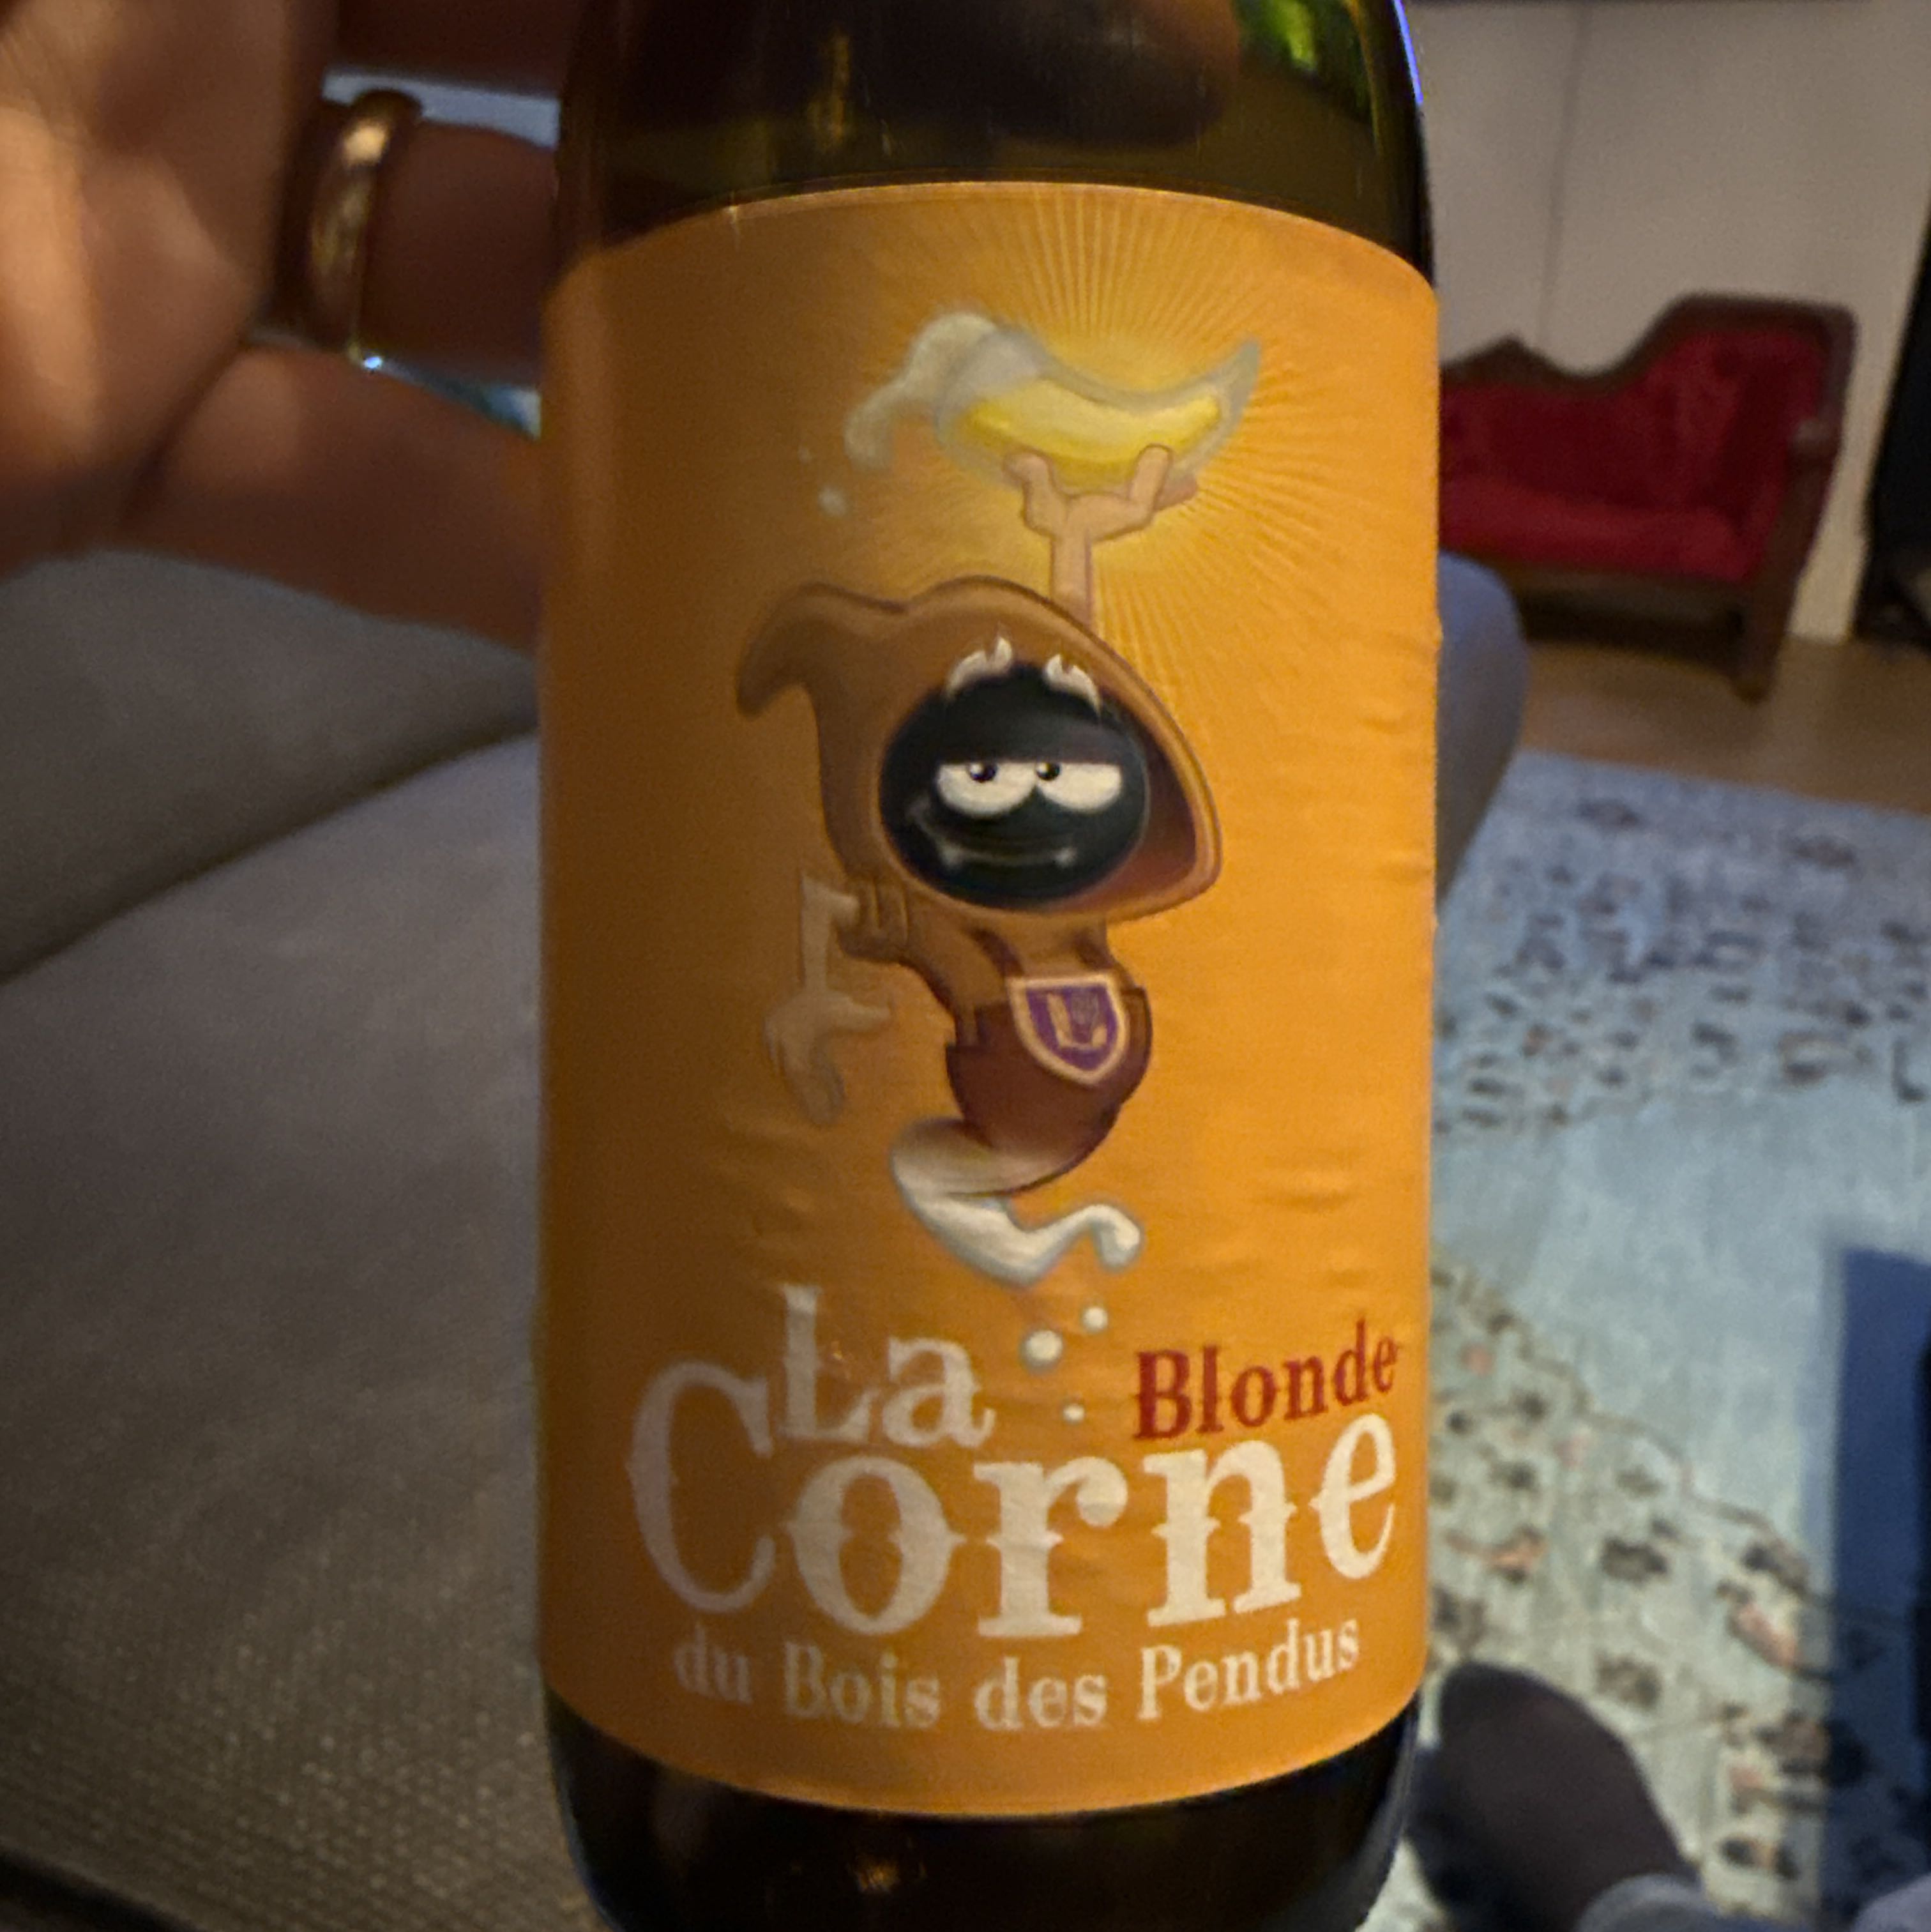 La
Blonde
Corne
du Bois des Pendus